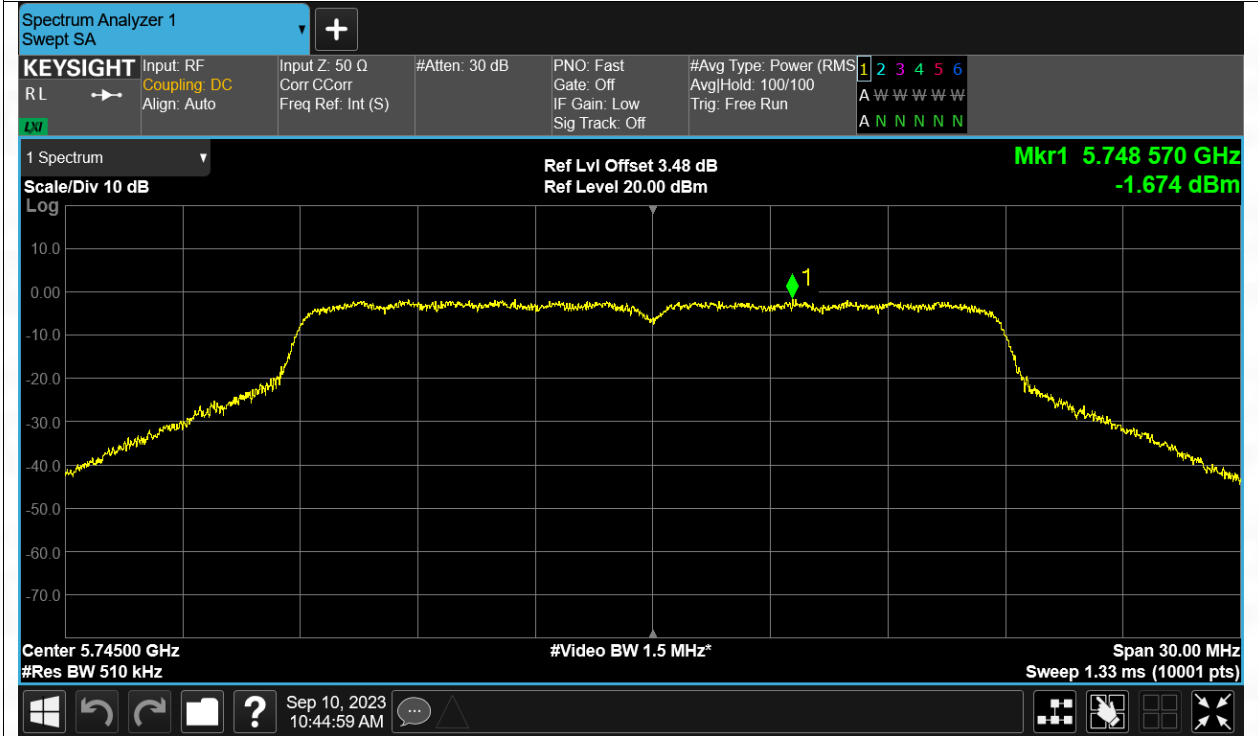 Spectrum Analyzer 1
Swept SA
+
KEYSIGHT
R L
LXI
Input: RF
Coupling: DC
Align: Auto
Input Z: 50 Ω
Corr CCorr
Freq Ref: Int (S)
#Atten: 30 dB
PNO: Fast
Gate: Off
IF Gain: Low
Sig Track: Off
#Avg Type: Power (RMS
Avg|Hold: 100/100
Trig: Free Run
1 2 3 4 5 6
A W W W W W
A N N N N N
1 Spectrum
Scale/Div 10 dB
Log
Ref Lvl Offset 3.48 dB
Ref Level 20.00 dBm
Mkr1 5.748 570 GHz
-1.674 dBm
10.0
0.00
-10.0
-20.0
-30.0
-40.0
-50.0
-60.0
-70.0
1
Center 5.74500 GHz
#Res BW 510 kHz
#Video BW 1.5 MHz*
Span 30.00 MHz
Sweep 1.33 ms (10001 pts)
?
Sep 10, 2023
10:44:59 AM